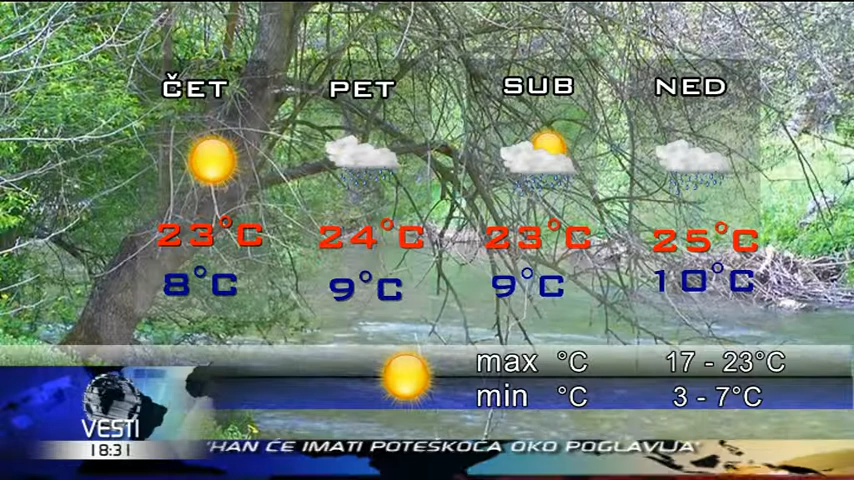 ČET PET SUB NED
23°C 24°C 23°C 25°C
8°C 9°C 9°C 10°C
max °C 17 - 23°C
min °C 3 - 7°C
VESTI
18:31
'HAN ĆE IMATI POTEŠKOĆA OKO POGLAVLJA'